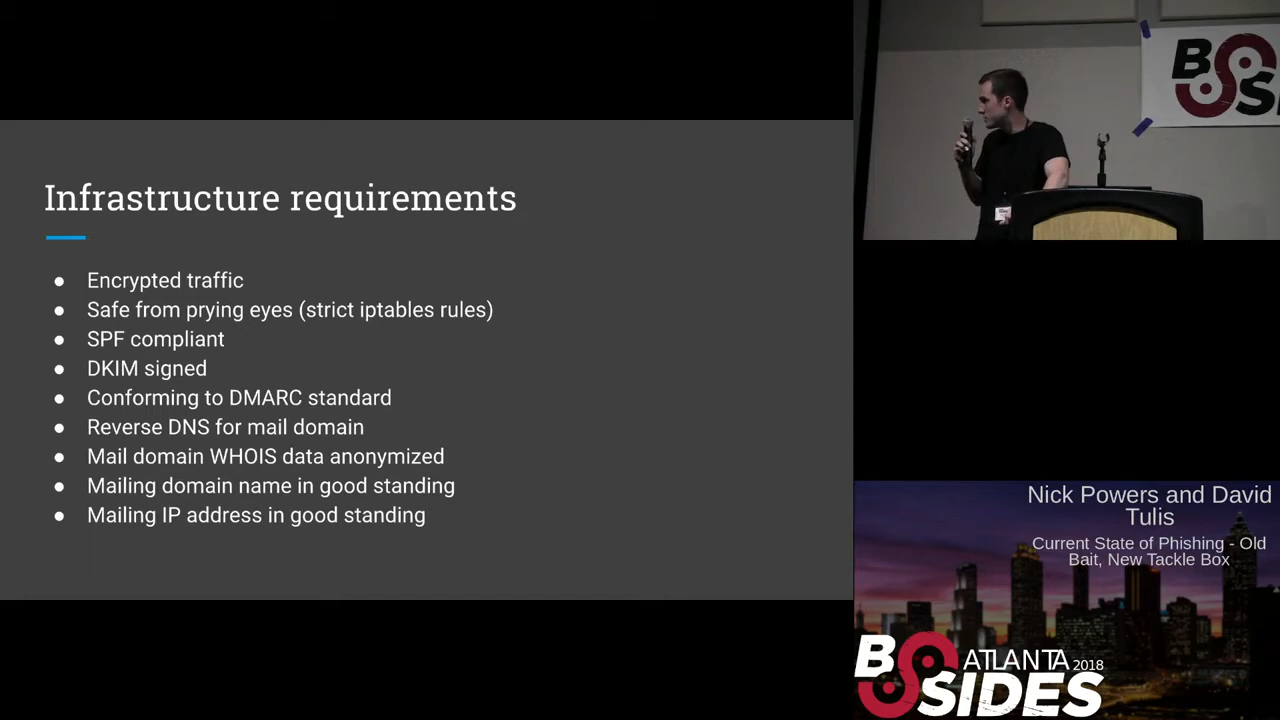 Infrastructure requirements
● Encrypted traffic
● Safe from prying eyes (strict iptables rules)
● SPF compliant
● DKIM signed
● Conforming to DMARC standard
● Reverse DNS for mail domain
● Mail domain WHOIS data anonymized
● Mailing domain name in good standing
● Mailing IP address in good standing
B
SIDES
Nick Powers and David
Tulis
Current State of Phishing - Old
Bait, New Tackle Box
B ATLANTA 2018
SIDES